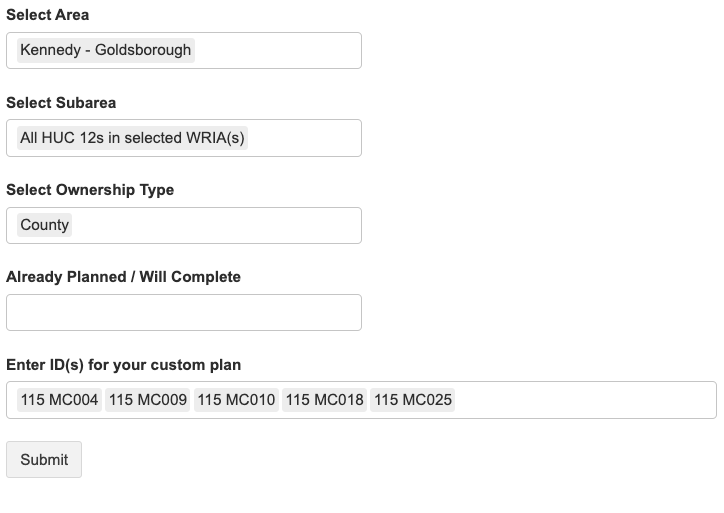 Select Area
Kennedy - Goldsborough
Select Subarea
All HUC 12s in selected WRIA(s)
Select Ownership Type
County
Already Planned / Will Complete
Enter ID(s) for your custom plan
115 MC004 115 MC009 115 MC010 115 MC018 115 MC025
Submit